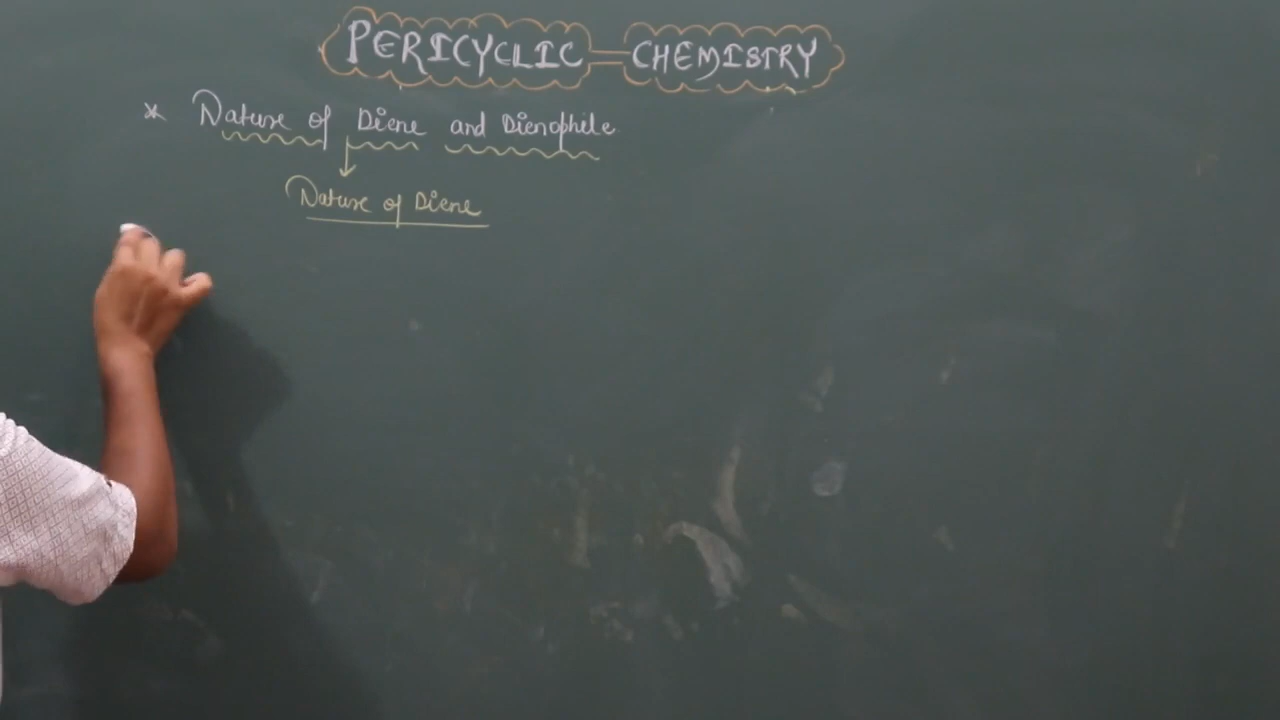 PERICYCLIC - CHEMISTRY
* Nature of Diene and Dienophile
Nature of Diene